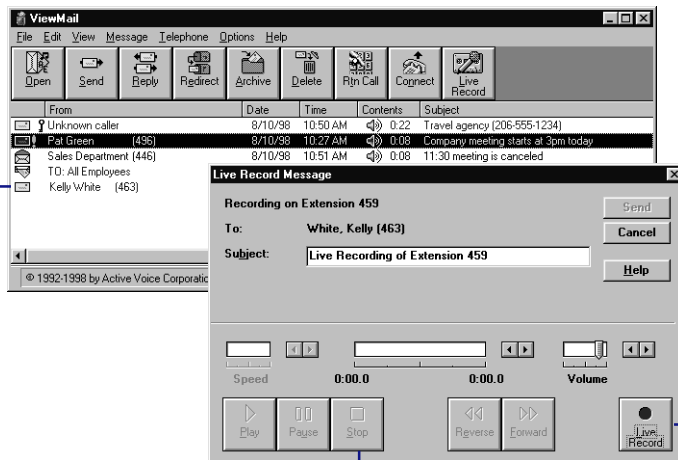 ViewMail
File Edit View Message Telephone Options Help
Open Send Reply Redirect Archive Delete Rtn Call Connect Live Record
From Date Time Contents Subject
Unknown caller 8/10/98 10:50 AM 0:22 Travel agency (206-555-1234)
Pat Green (496) 8/10/98 10:27 AM 0:08 Company meeting starts at 3pm today
Sales Department (446) 8/10/98 10:51 AM 0:08 11:30 meeting is canceled
TO: All Employees
Kelly White (463)
© 1992-1998 by Active Voice
Live Record Message
Recording on Extension 459
Send
To: White, Kelly (463)
Cancel
Subject: Live Recording of Extension 459
Help
Speed 0:00.0 0:00.0 Volume
Play Pause Stop Reverse Forward Live Record